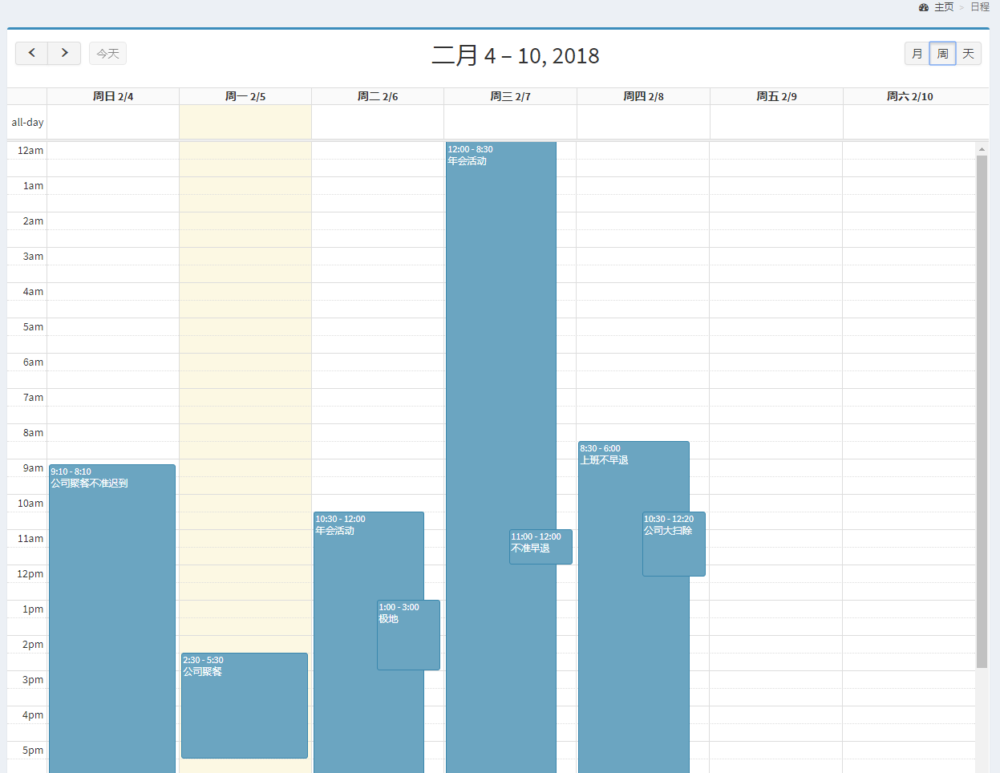 主页 > 日程
今天
二月 4 – 10, 2018
月 周 天
周日 2/4 周一 2/5 周二 2/6 周三 2/7 周四 2/8 周五 2/9 周六 2/10
all-day
12am
1am
2am
3am
4am
5am
6am
7am
8am
9am
10am
11am
12pm
1pm
2pm
3pm
4pm
5pm
9:10 - 8:10
公司聚餐不准迟到
2:30 - 5:30
公司聚餐
10:30 - 12:00
年会活动
1:00 - 3:00
极地
12:00 - 8:30
年会活动
11:00 - 12:00
不准早退
8:30 - 6:00
上班不早退
10:30 - 12:20
公司大扫除